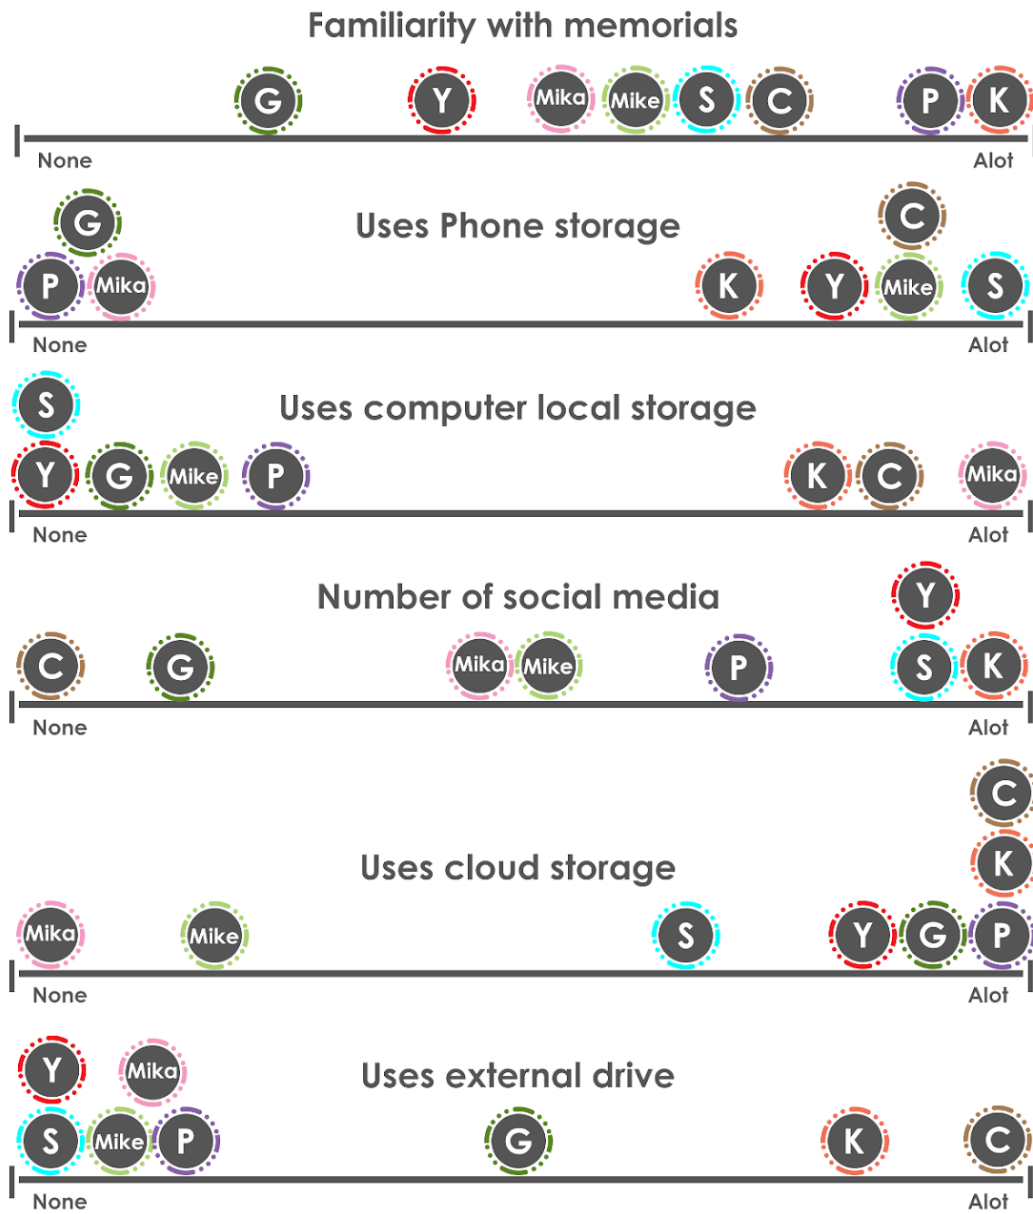 Familiarity with memorials
G Y Mika Mike S C P K
None Alot
C
G Uses Phone storage
P Mika K Y Mike S
None Alot
S
Uses computer local storage
Y G Mike P K C Mika
None Alot
Y
Number of social media
C G Mika Mike P S K
None Alot
C
K
Uses cloud storage
Mika Mike S Y G P
None Alot
Y Mika Uses external drive
S Mike P G K C
None Alot